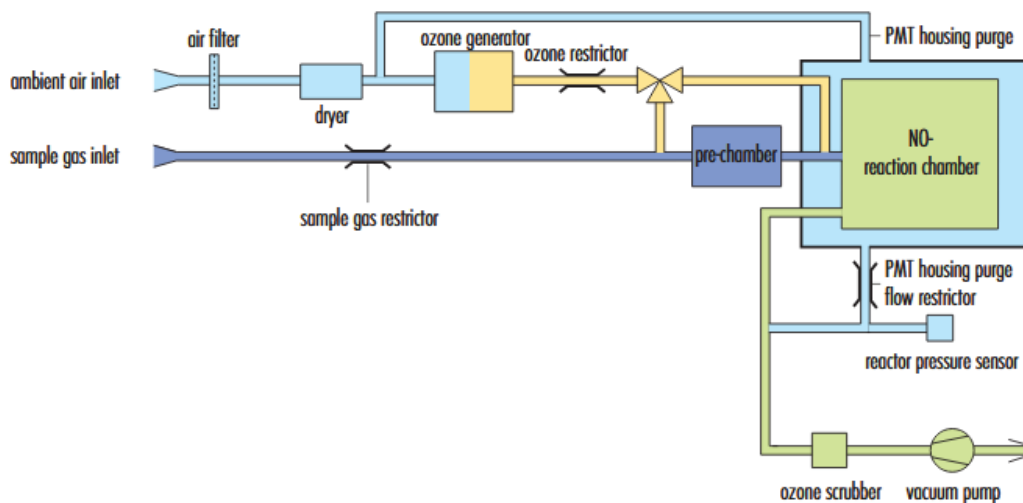 air filter
ozone generator
ozone restrictor
PMT housing purge
ambient air inlet
dryer
sample gas inlet
pre-chamber
NO-
reaction chamber
sample gas restrictor
PMT housing purge
flow restrictor
reactor pressure sensor
ozone scrubber
vacuum pump